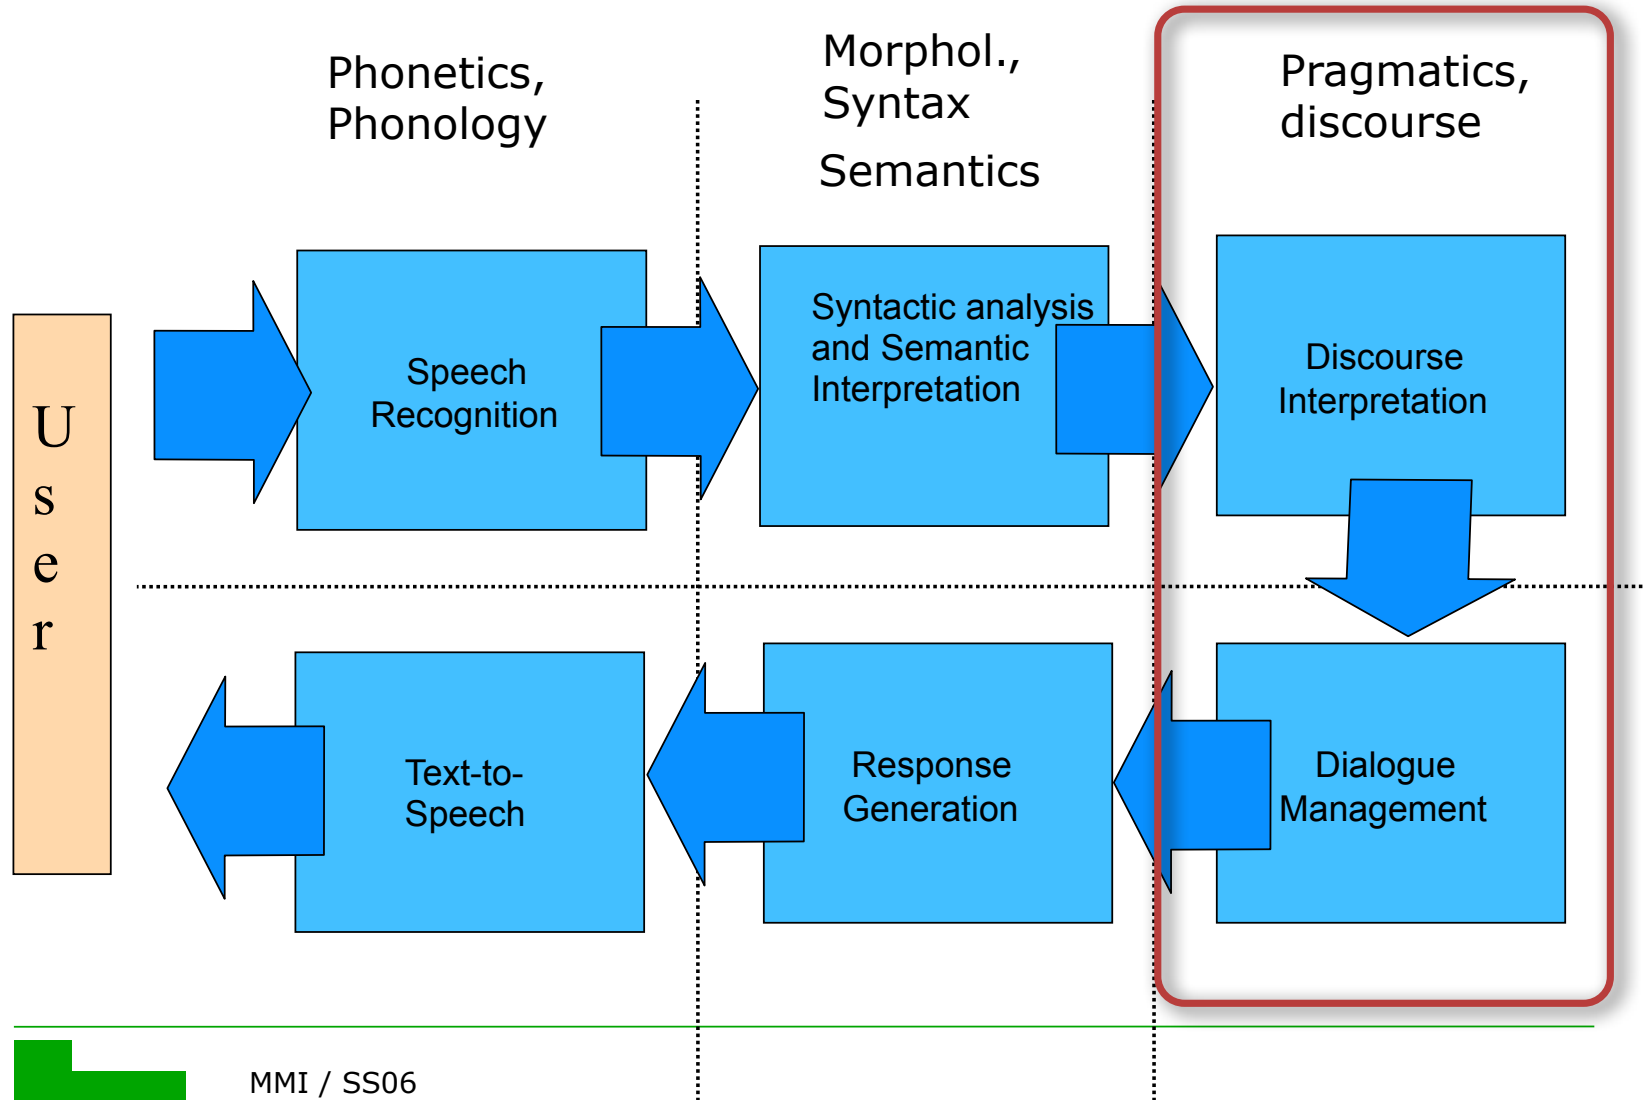 Phonetics,
Phonology
Morphol.,
Syntax
Semantics
Pragmatics,
discourse
User
Speech
Recognition
Syntactic analysis
and Semantic
Interpretation
Discourse
Interpretation
Text-to-
Speech
Response
Generation
Dialogue
Management
MMI / SS06